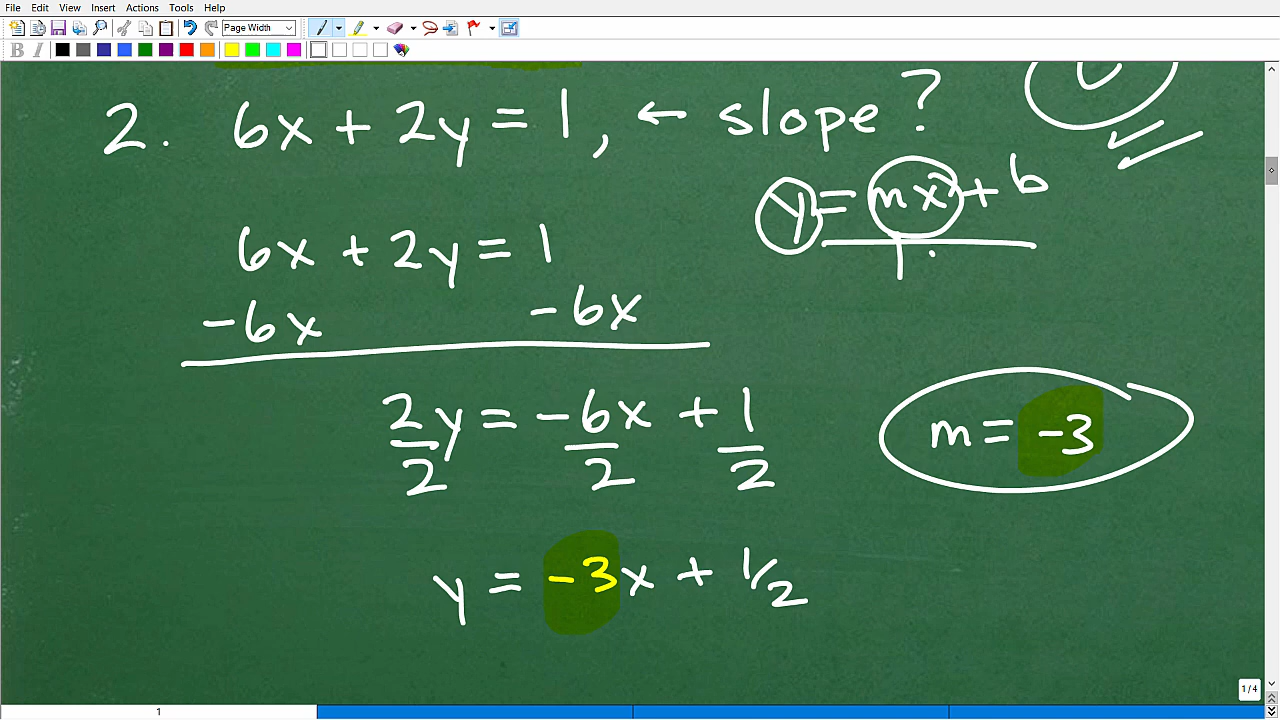 File Edit View Insert Actions Tools Help
Page Width
B I
2. 6x + 2y = 1, ← slope ?
y = mx + b
6x + 2y = 1
-6x -6x
2y = -6x + 1
2 2 2
m = -3
y = -3x + 1/2
1/4
1